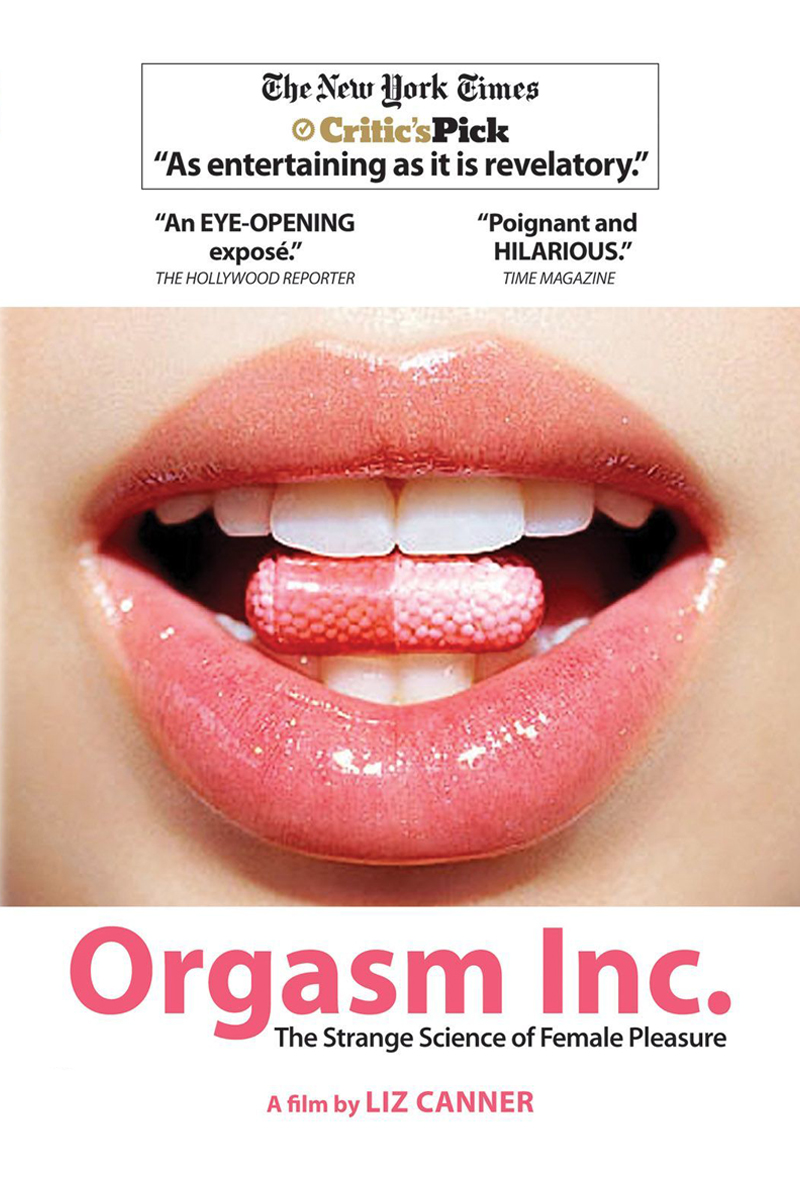 The New York Times
Critic'sPick
“As entertaining as it is revelatory.”
“An EYE-OPENING
exposé.”
THE HOLLYWOOD REPORTER
“Poignant and
HILARIOUS.”
TIME MAGAZINE
Orgasm Inc.
The Strange Science of Female Pleasure
A film by LIZ CANNER